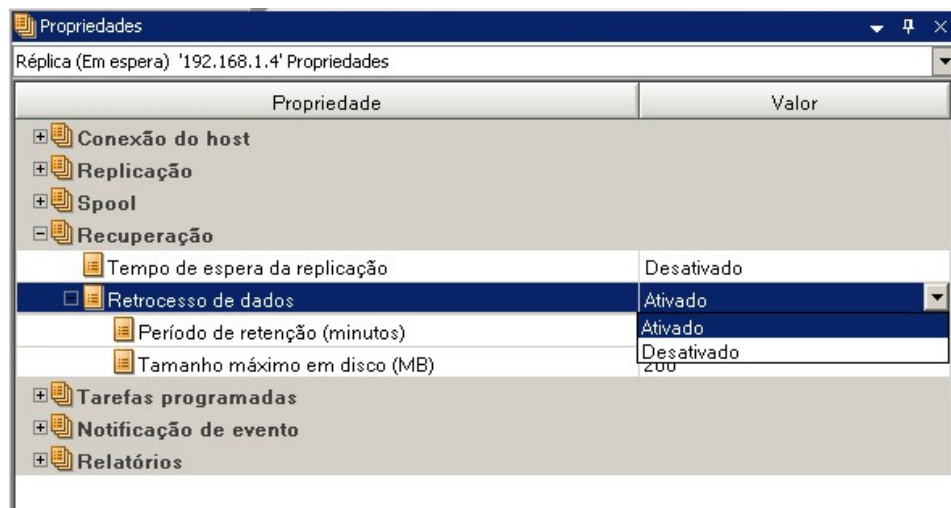 Propriedades
Réplica (Em espera) '192.168.1.4' Propriedades
Propriedade Valor
Conexão do host
Replicação
Spool
Recuperação
Tempo de espera da replicação Desativado
Retrocesso de dados Ativado
Período de retenção (minutos) Ativado
Desativado
Tamanho máximo em disco (MB) 200
Tarefas programadas
Notificação de evento
Relatórios